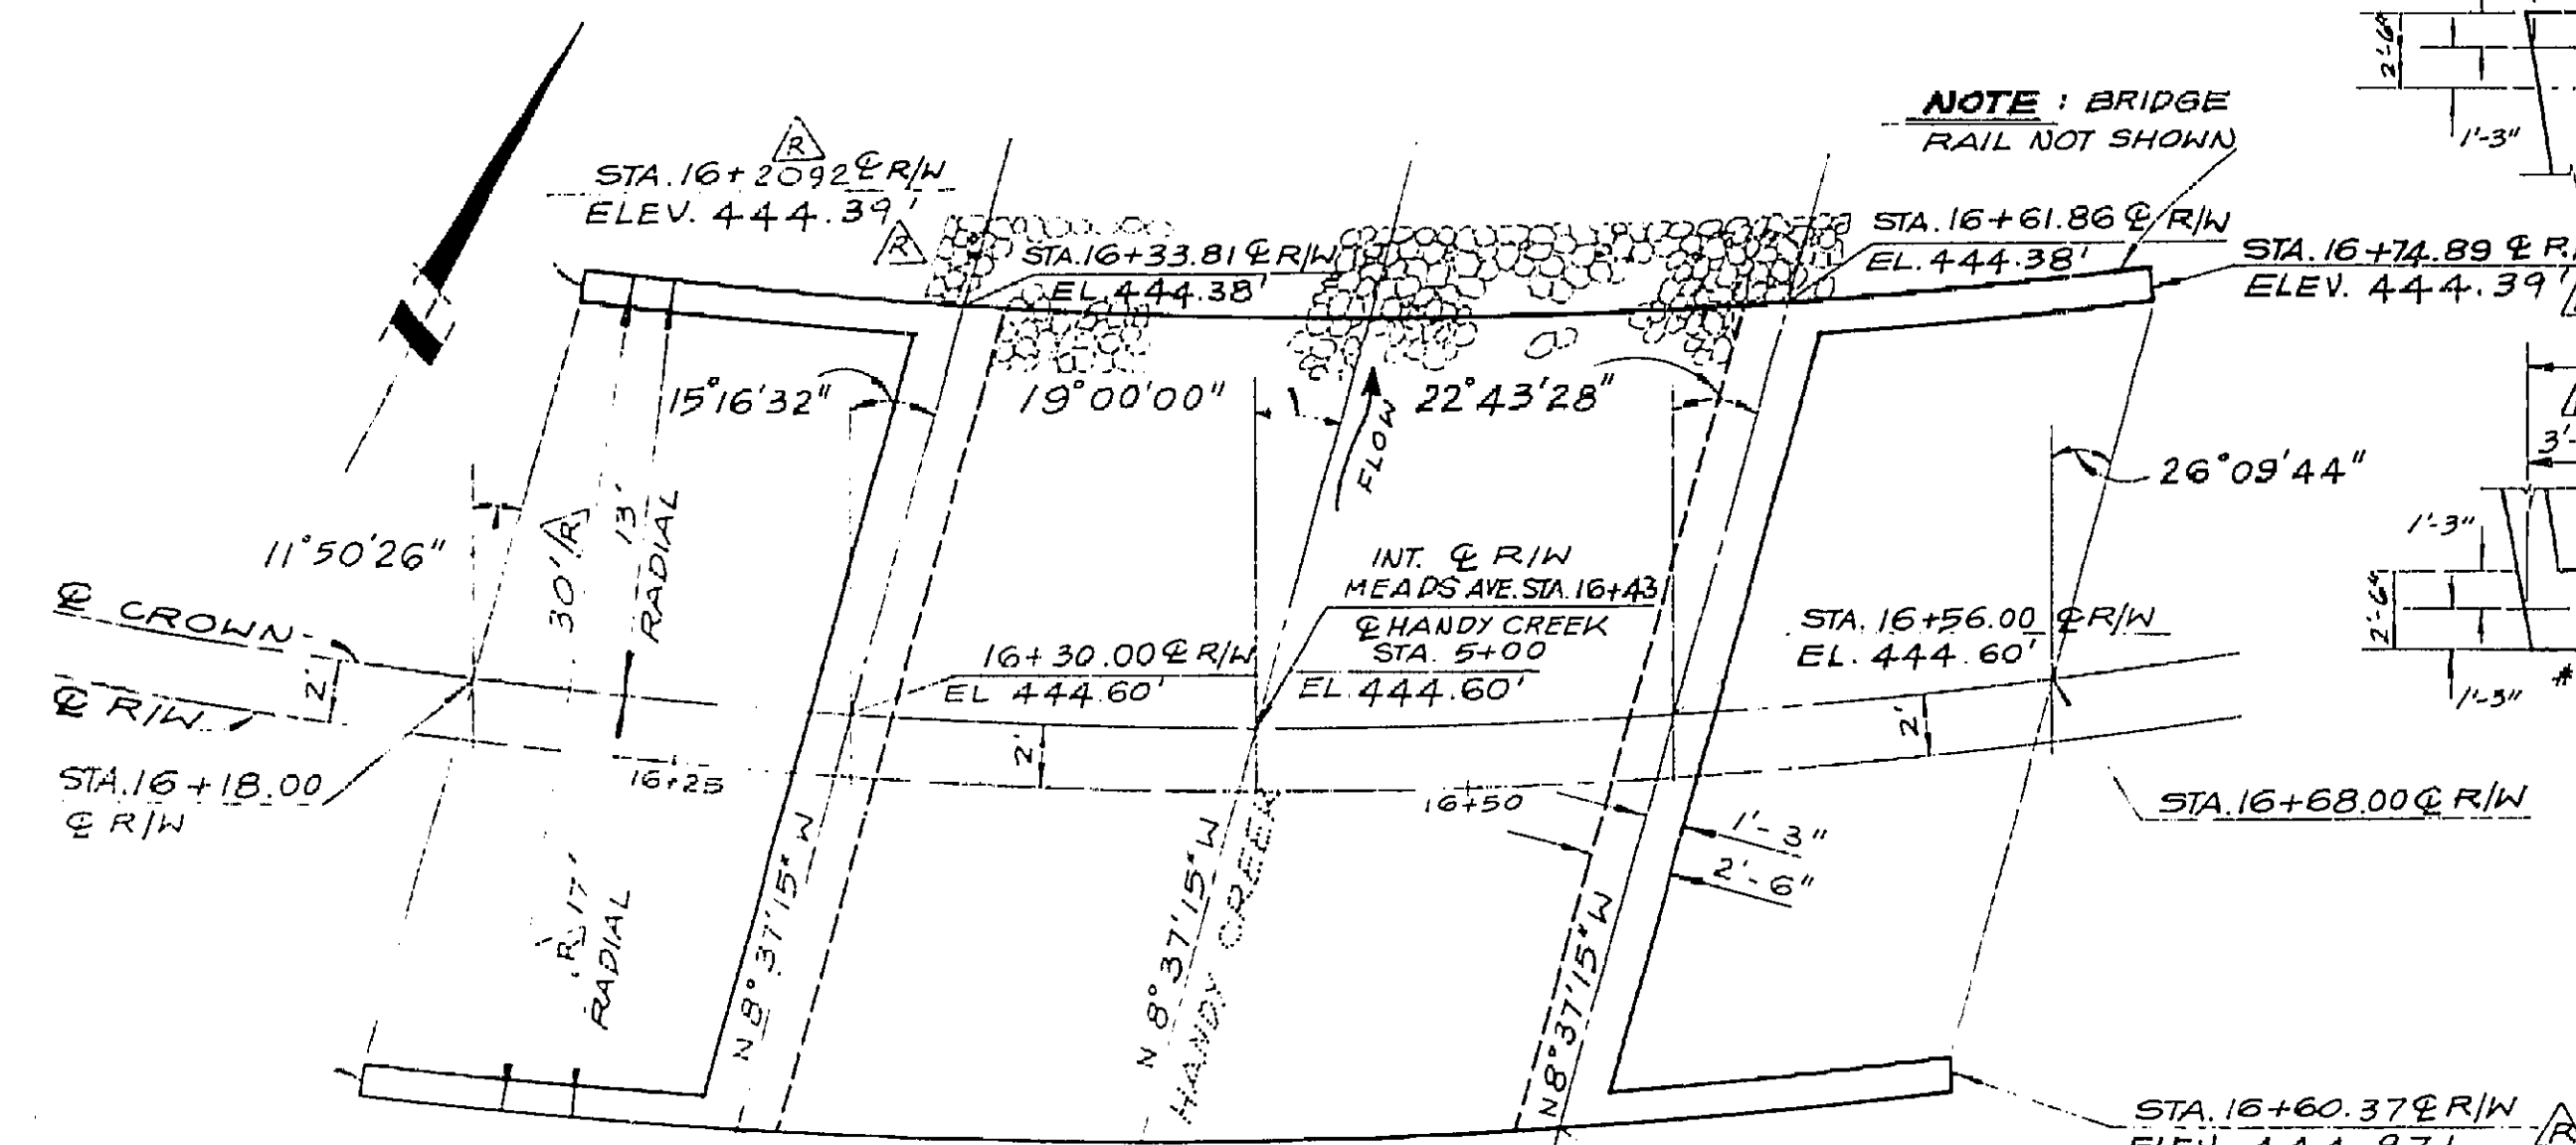 NOTE : BRIDGE
RAIL NOT SHOWN
2'-6"
1'-3"
R
STA. 16+2092 ℄ R/W
ELEV. 444.39'
R
STA. 16+33.81 ℄ R/W
EL 444.38'
STA. 16+61.86 ℄ R/W
EL. 444.38'
STA. 16+74.89 ℄ R.
ELEV. 444.39'
15°16'32"
19°00'00"
22°43'28"
FLOW
26°09'44"
11°50'26"
30' R
13'
RADIAL
3'-
1'-3"
2'-6"
1'-3"
#
INT. ℄ R/W
MEADS AVE. STA. 16+43
℄ HANDY CREEK
STA. 5+00
EL. 444.60'
℄ CROWN
℄ R/W
2'
16+30.00 ℄ R/W
EL 444.60'
STA. 16+56.00 ℄ R/W
EL. 444.60'
2'
2'
STA. 16+18.00
℄ R/W
16+25
16+50
STA. 16+68.00 ℄ R/W
1'-3"
2'-6"
R 17'
RADIAL
N 8°37'15" W
N 8°37'15" W
HANDY CREEK
N 8°37'15" W
STA. 16+60.37 ℄ R/W
R